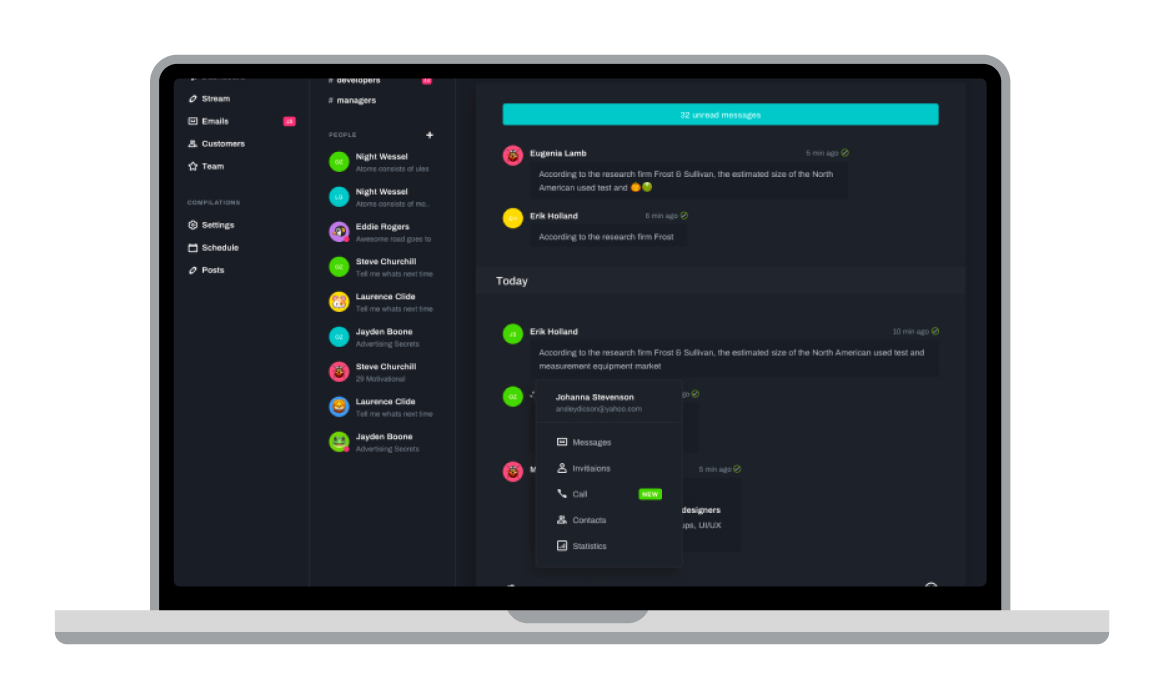 Stream
Emails
Customers
Team
COMPILATIONS
Settings
Schedule
Posts
# developers
# managers
PEOPLE +
OZ
Night Wessel
Atoms consists of ules
Night Wessel
Atoms consists of mo..
Eddie Rogers
Awesome road goes to
OZ
Steve Churchill
Tell me whats next time
Laurence Clide
Tell me whats next time
OZ
Jayden Boone
Advertising Secrets
Steve Churchill
29 Motivational
Laurence Clide
Tell me whats next time
Jayden Boone
Advertising Secrets
32 unread messages
Eugenia Lamb
5 min ago
According to the research firm Frost & Sullivan, the estimated size of the North
American used test and
Erik Holland
6 min ago
According to the research firm Frost
Today
Erik Holland
10 min ago
According to the research firm Frost & Sullivan, the estimated size of the North American used test and
measurement equipment market
OZ
go
M
5 min ago
designers
ups, UI/UX
Johanna Stevenson
ansleydicson@yahoo.com
Messages
Invitiaions
Call NEW
Contacts
Statistics